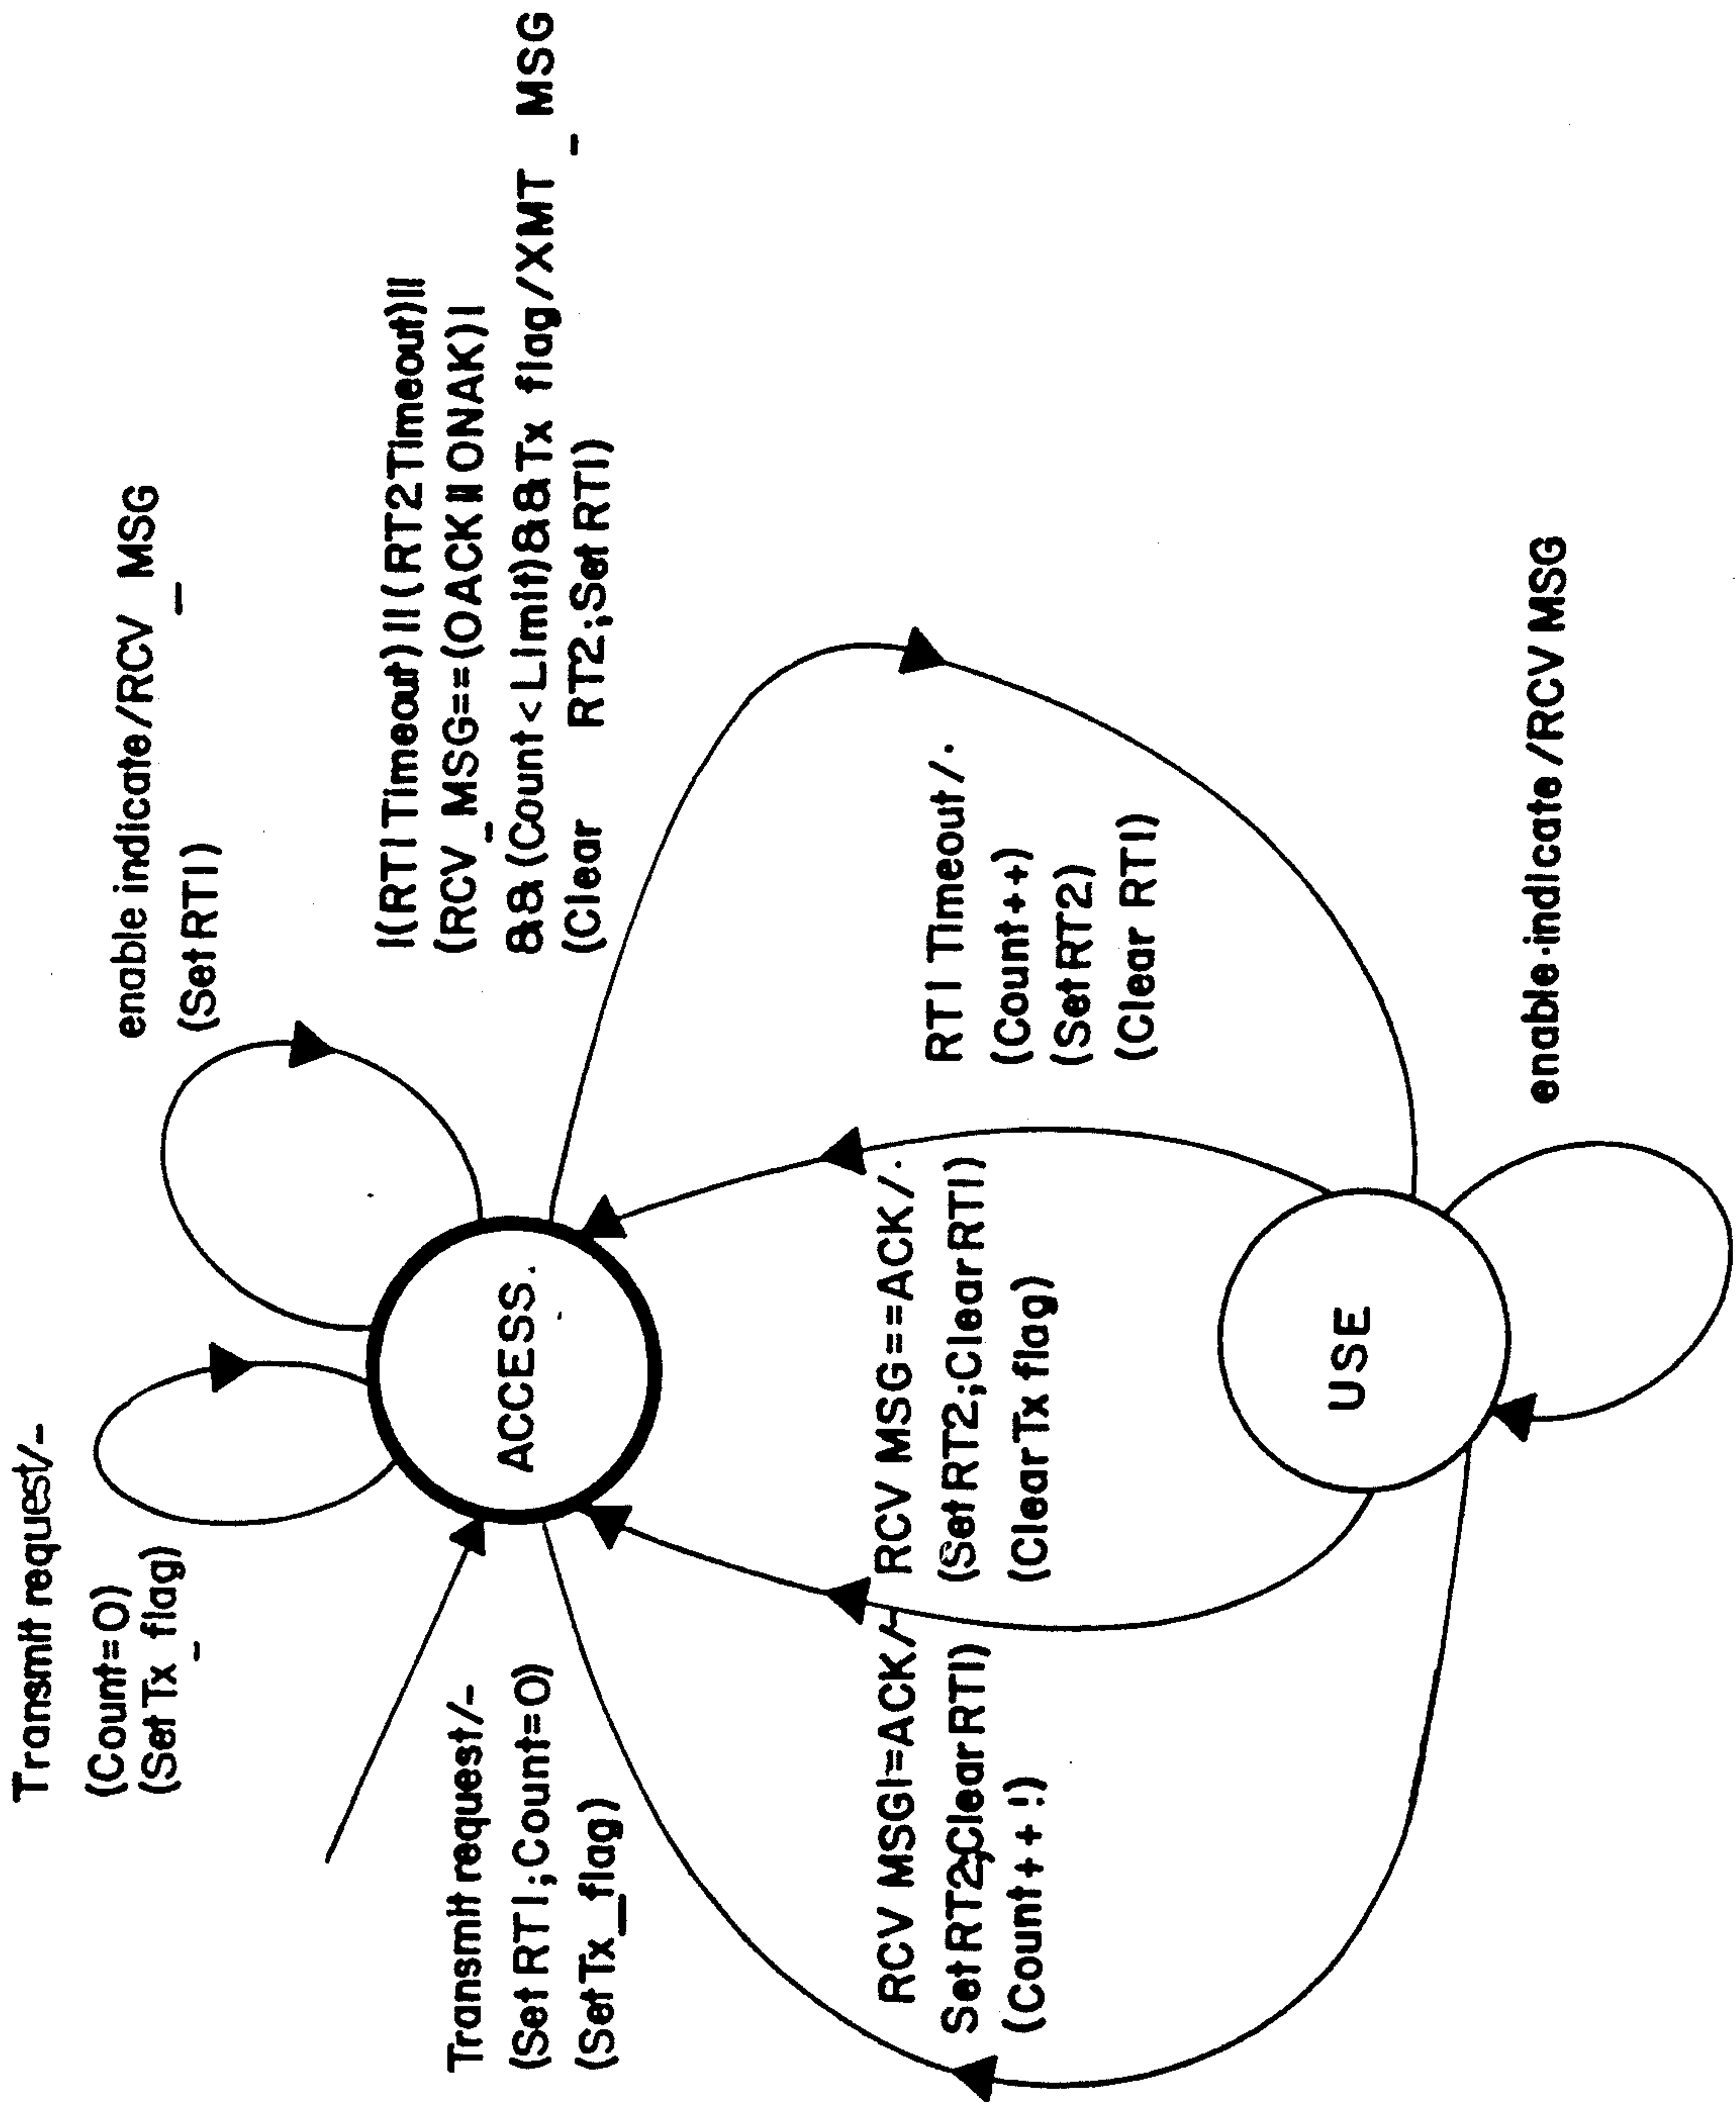 Transmit request/-
(Count=0)
(Set Tx_flag)
enable indicate/RCV_MSG
(Set RT1)
Transmit request/-
(Set RT1;Count=0)
(Set Tx_flag)
ACCESS.
|(RT1 Timeout)||(RT2 Timeout)||
(RCV_MSG==(OACK||ONAK)|
&&(Count<Limit)&&Tx flag/XMT_MSG
(Clear RT2;Set RT1)
RCV MSG!=ACK/-
Set RT2;Clear RT1)
(Count++!)
RCV MSG==ACK/.
(Set RT2;Clear RT1)
(Clear Tx flag)
RT1 Timeout/.
(Count++)
(Set RT2)
(Clear RT1)
USE
enable-indicate/RCV MSG